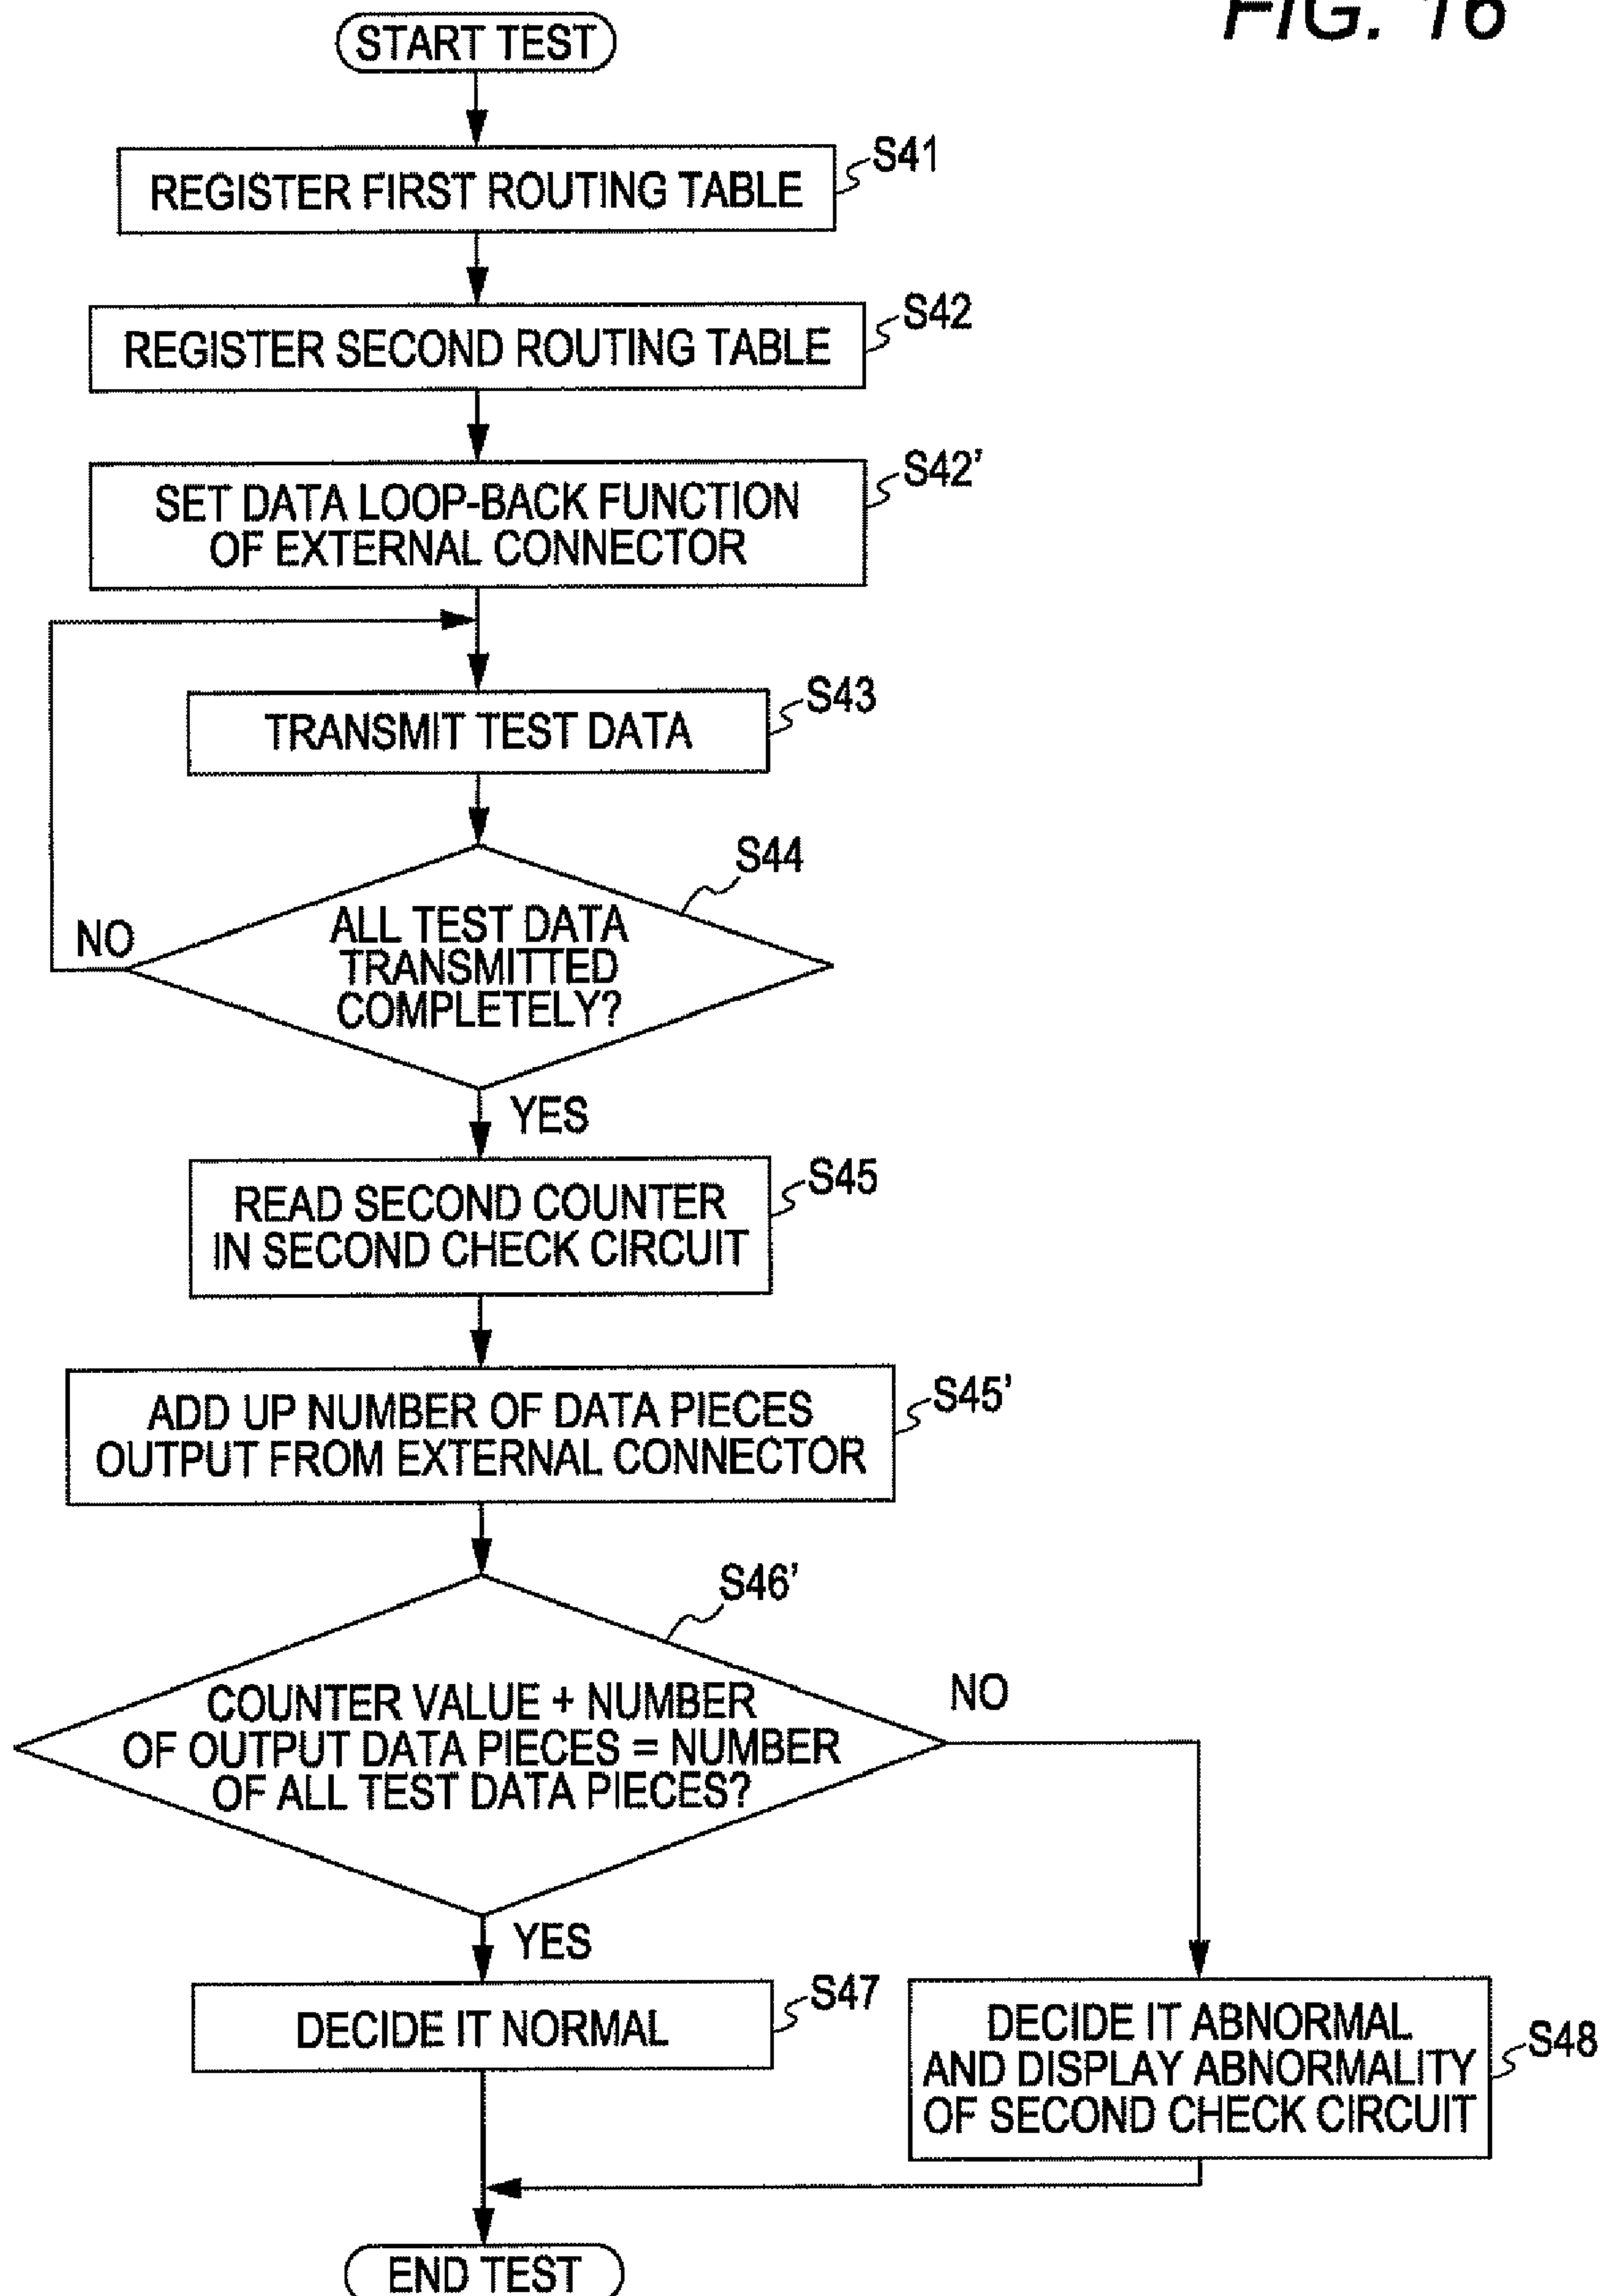 FIG. 16
START TEST
S41
REGISTER FIRST ROUTING TABLE
S42
REGISTER SECOND ROUTING TABLE
S42'
SET DATA LOOP-BACK FUNCTION
OF EXTERNAL CONNECTOR
S43
TRANSMIT TEST DATA
S44
ALL TEST DATA
TRANSMITTED
COMPLETELY?
NO
YES
S45
READ SECOND COUNTER
IN SECOND CHECK CIRCUIT
S45'
ADD UP NUMBER OF DATA PIECES
OUTPUT FROM EXTERNAL CONNECTOR
S46'
COUNTER VALUE + NUMBER
OF OUTPUT DATA PIECES = NUMBER
OF ALL TEST DATA PIECES?
NO
YES
S47
DECIDE IT NORMAL
S48
DECIDE IT ABNORMAL
AND DISPLAY ABNORMALITY
OF SECOND CHECK CIRCUIT
END TEST